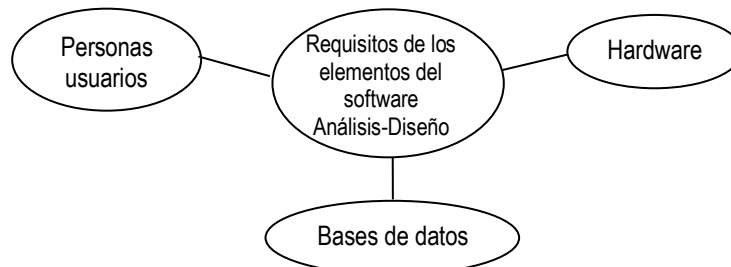 Personas
usuarios
Requisitos de los
elementos del
software
Análisis-Diseño
Hardware
Bases de datos